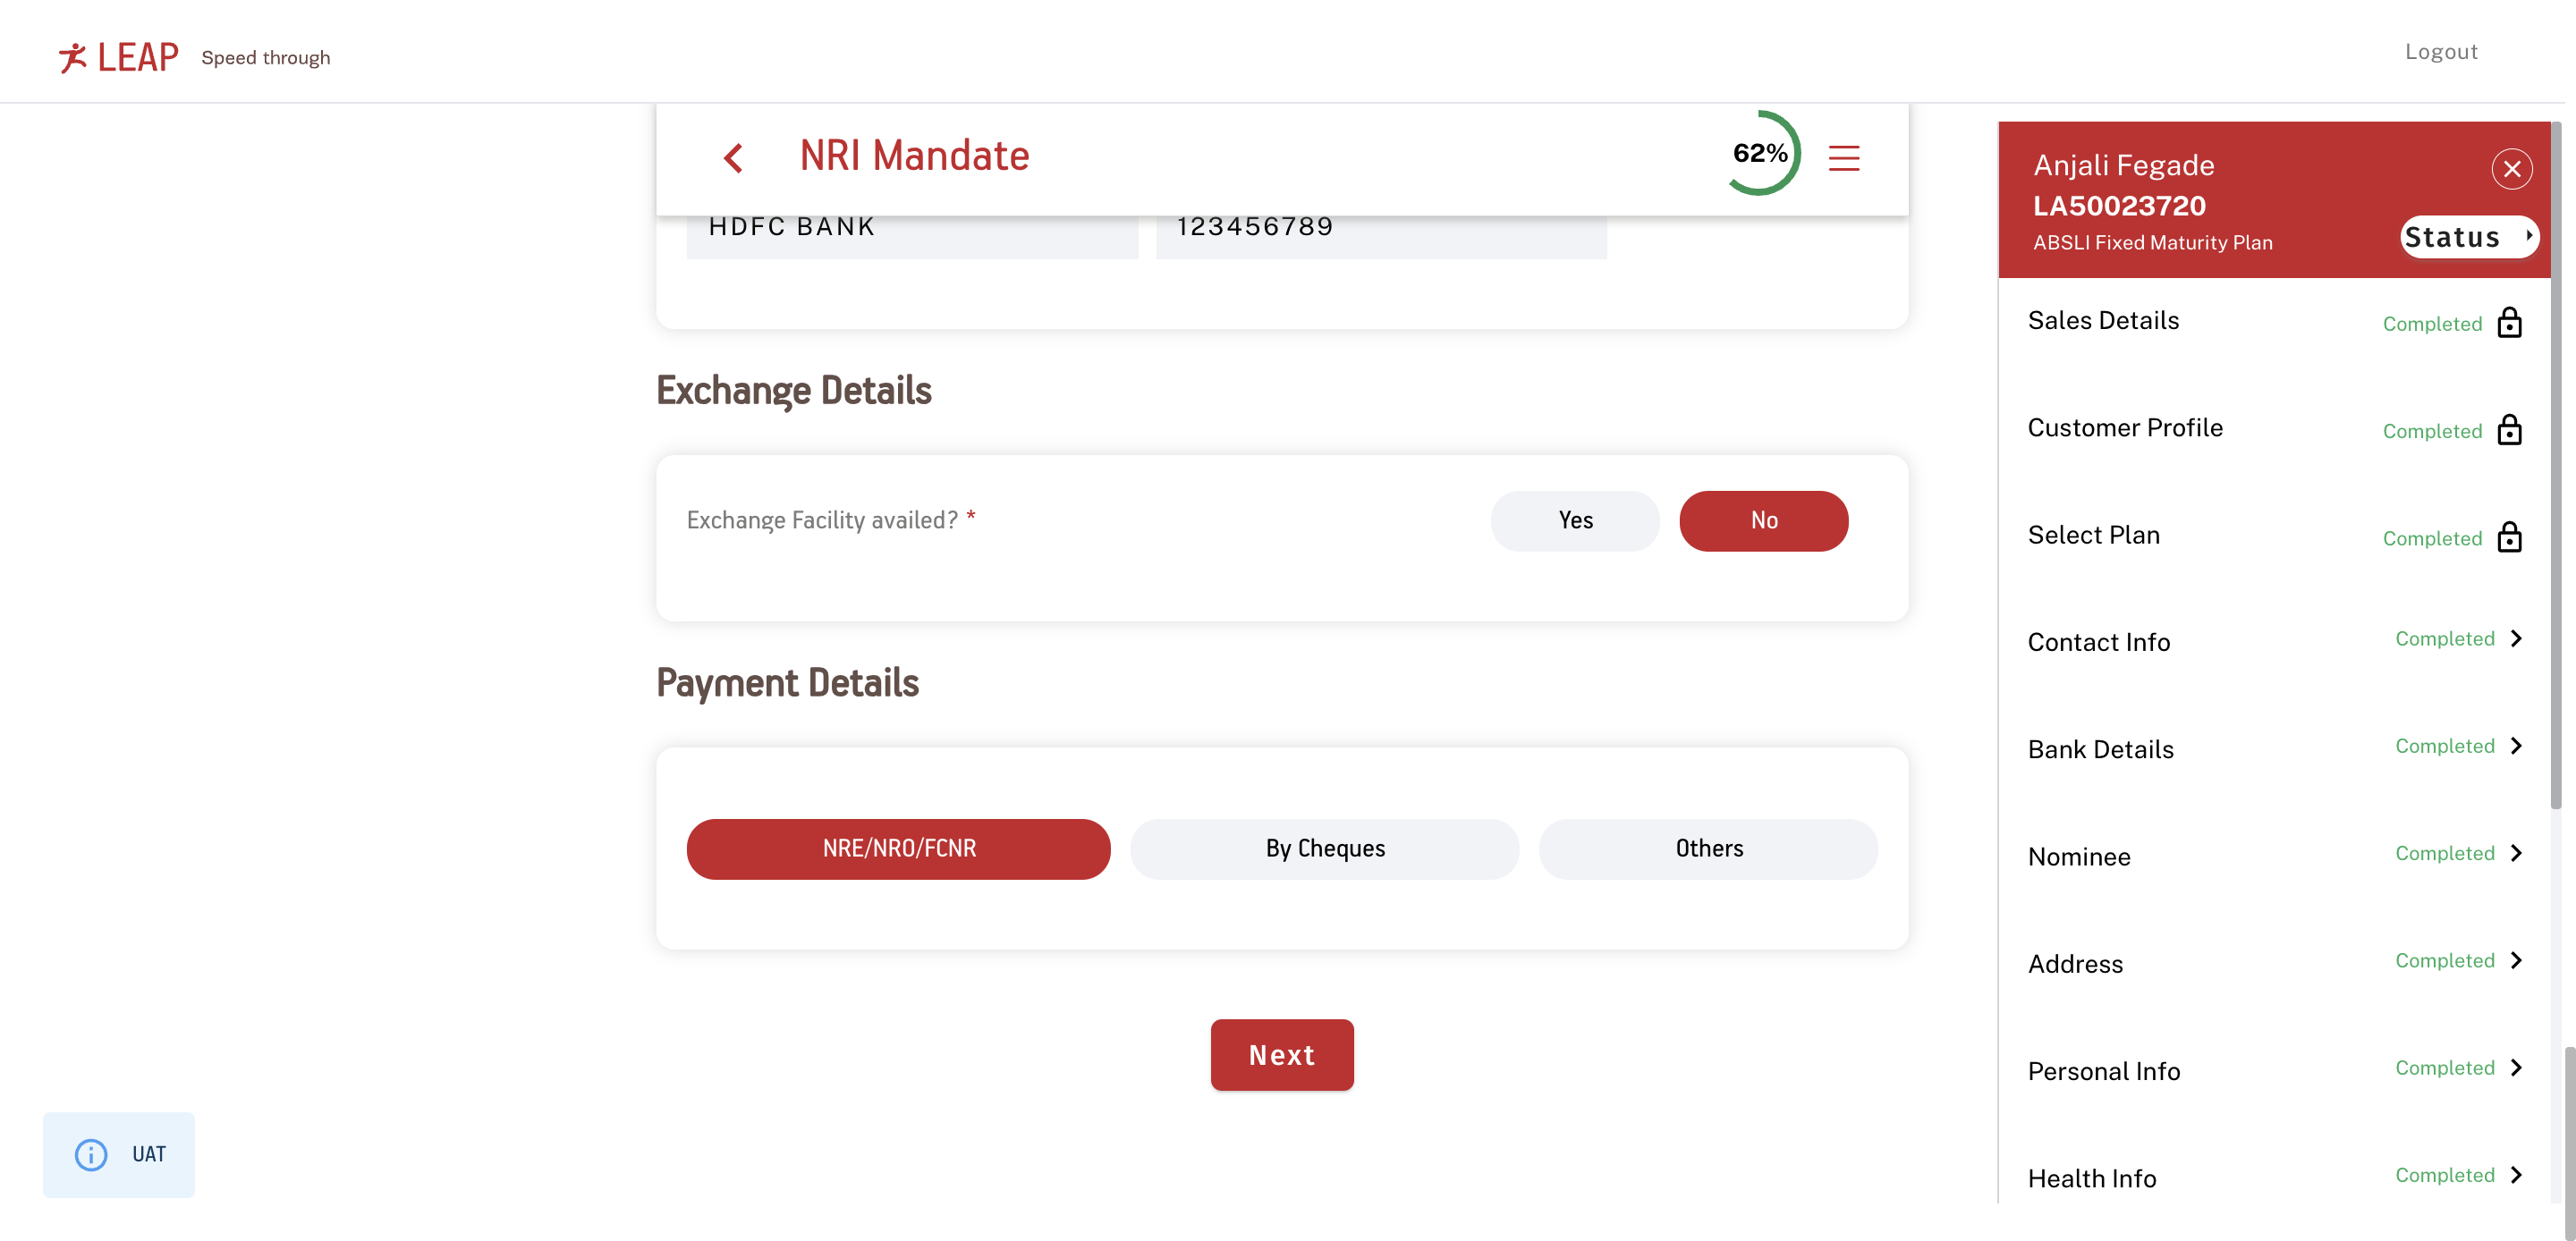 LEAP Speed through
Logout
NRI Mandate
62%
HDFC BANK 123456789
Exchange Details
Exchange Facility availed? * Yes No
Payment Details
NRE/NRO/FCNR By Cheques Others
Next
UAT
Anjali Fegade
LA50023720
ABSLI Fixed Maturity Plan
Status
Sales Details Completed
Customer Profile Completed
Select Plan Completed
Contact Info Completed
Bank Details Completed
Nominee Completed
Address Completed
Personal Info Completed
Health Info Completed